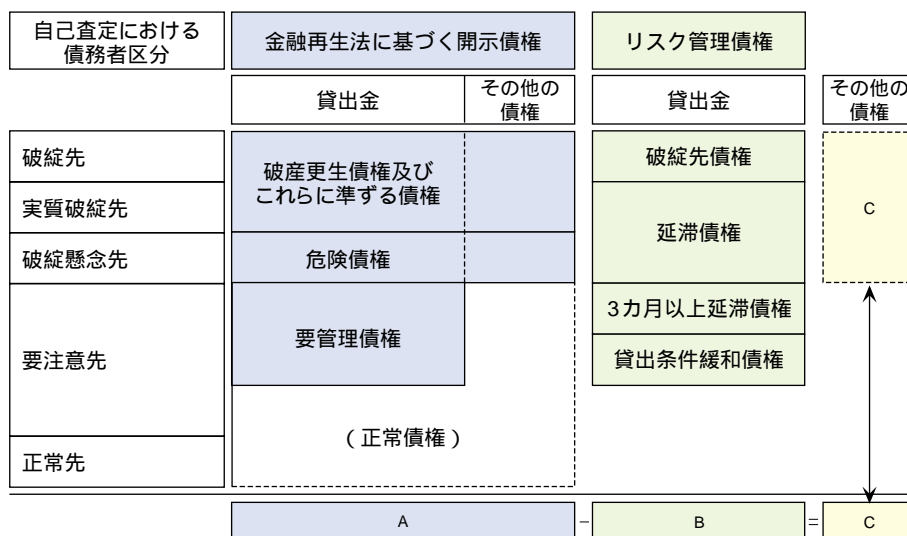 自己査定における
債務者区分
金融再生法に基づく開示債権
リスク管理債権
貸出金
その他の
債権
貸出金
その他の
債権
破綻先
破産更生債権及び
これらに準ずる債権
破綻先債権
実質破綻先
延滞債権
C
破綻懸念先
危険債権
要注意先
要管理債権
3カ月以上延滞債権
貸出条件緩和債権
(正常債権)
正常先
A
−
B
=
C